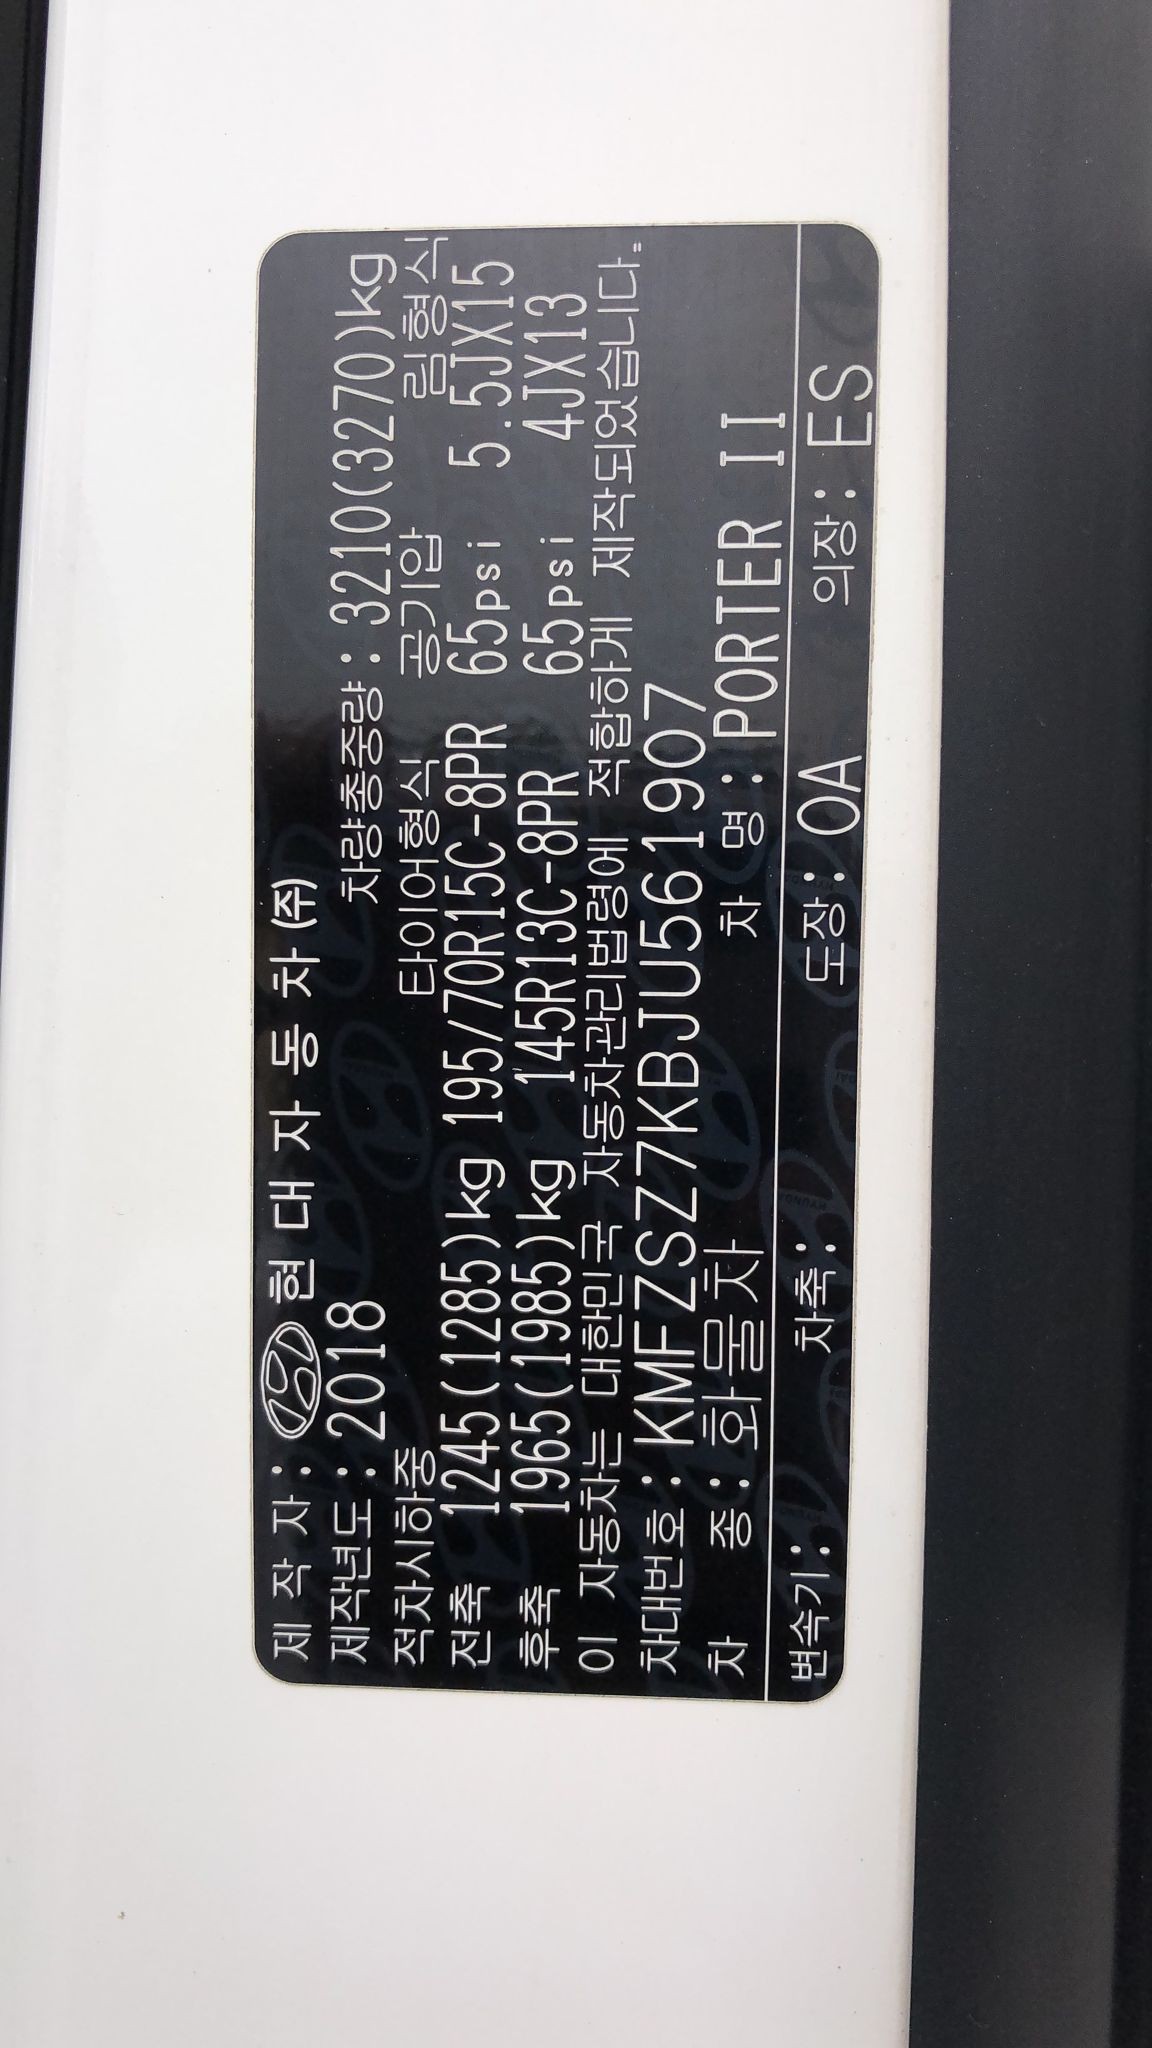 제 작 자: 현 대 자 동 차 ㈜
제작년도: 2018 차량총중량: 3210(3270)kg
적차시하중 타이어형식 공기압 림형식
전축 1245(1285)kg 195/70R15C-8PR 65psi 5.5JX15
후축 1965(1985)kg 145R13C-8PR 65psi 4JX13
이 자동차는 대한민국 자동차관리법령에 적합하게 제작되었습니다."
차대번호: KMFZSZ7KBJU561907
차 종: 화물차 차 명: PORTER II
변속기: 차축: 도장: OA 의장: ES